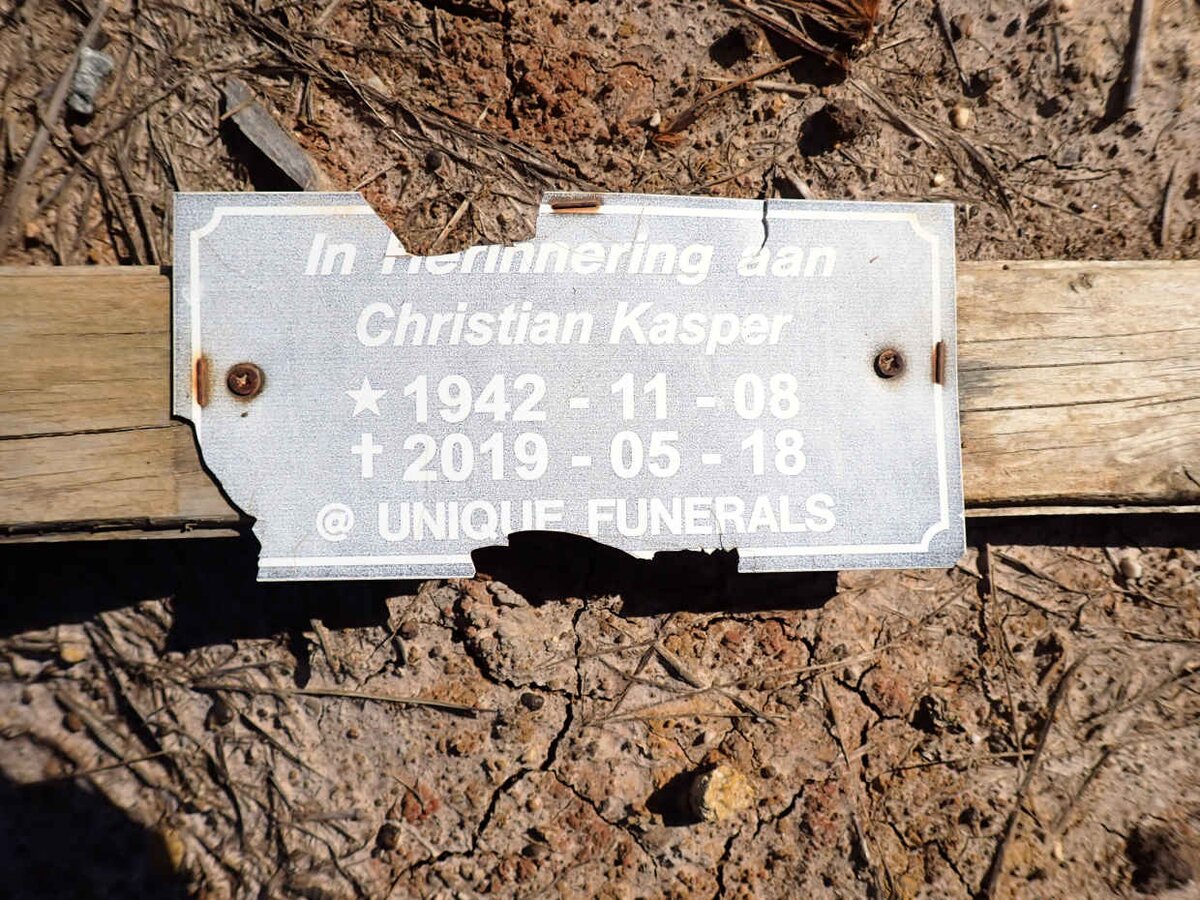 In Herinnering aan
Christian Kasper
★ 1942 - 11 - 08
✝ 2019 - 05 - 18
@ UNIQUE FUNERALS